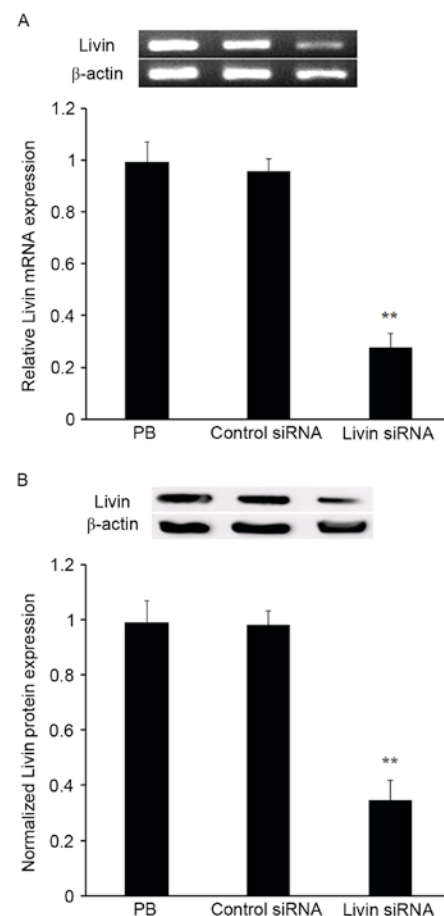 A
Livin
β-actin
Relative Livin mRNA expression
1.2
1
0.8
0.6
0.4
0.2
0
**
PB Control siRNA Livin siRNA
B
Livin
β-actin
Normalized Livin protein expression
1.2
1
0.8
0.6
0.4
0.2
0
**
PB Control siRNA Livin siRNA